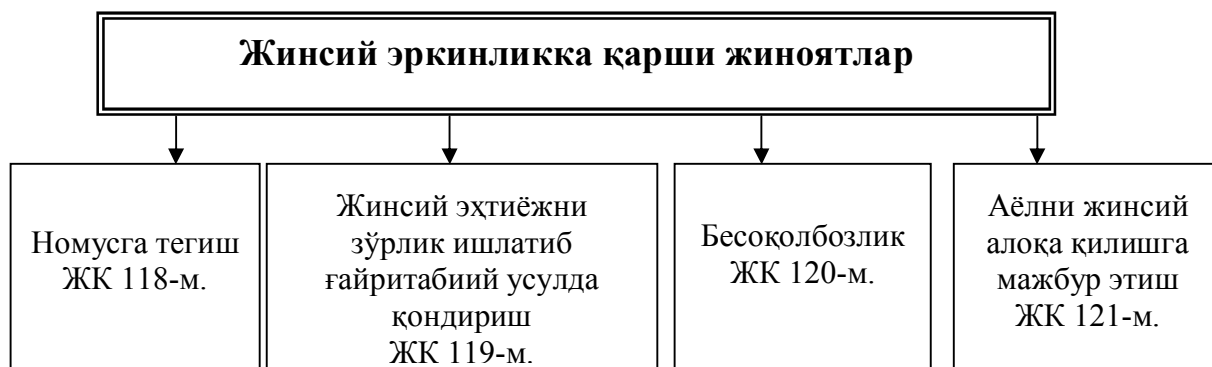 Жинсий эркинликка қарши жиноятлар
Номусга тегиш
ЖК 118-м.
Жинсий эҳтиёжни
зўрлик ишлатиб
ғайритабиий усулда
қондириш
ЖК 119-м.
Бесоқолбозлик
ЖК 120-м.
Аёлни жинсий
алоқа қилишга
мажбур этиш
ЖК 121-м.